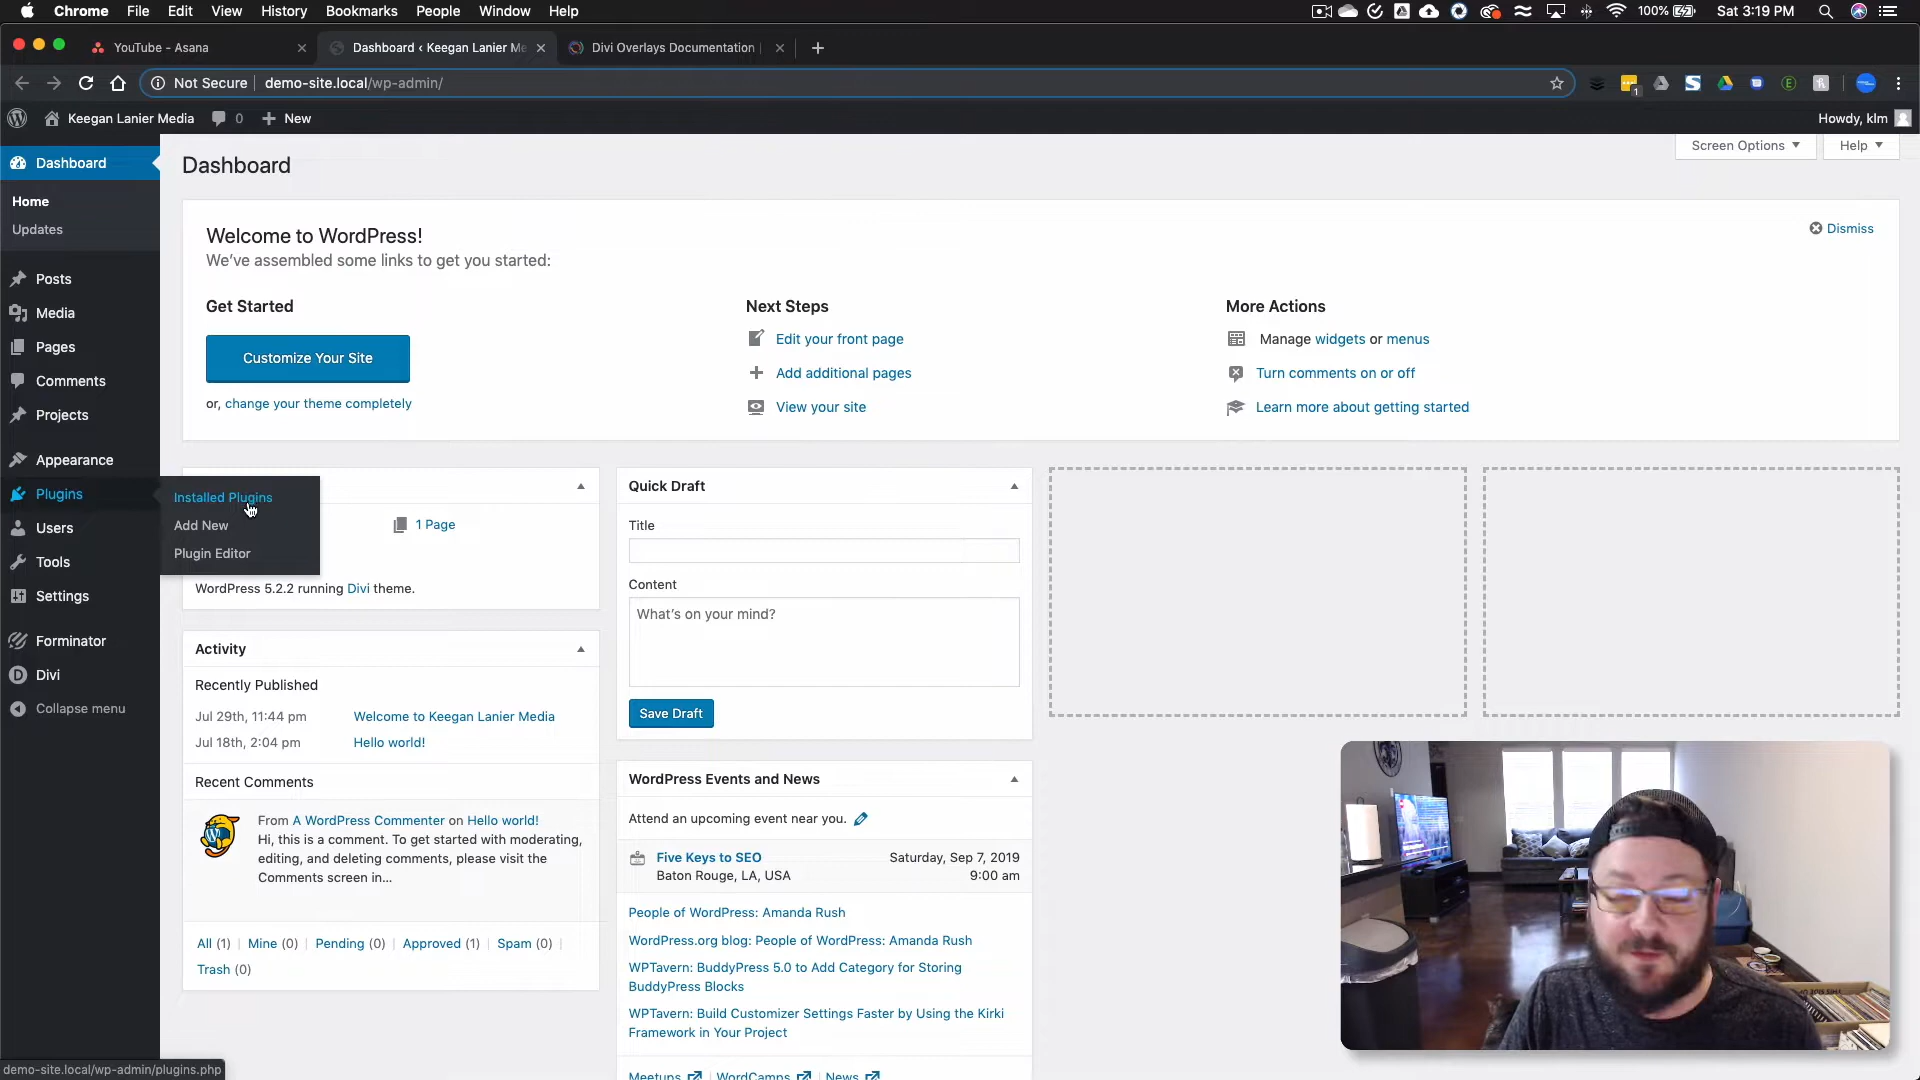 Chrome File Edit View History Bookmarks People Window Help 100% Sat 3:19 PM
YouTube - Asana Dashboard ‹ Keegan Lanier Me Divi Overlays Documentation
Not Secure demo-site.local/wp-admin/
Keegan Lanier Media 0 New Howdy, klm
Dashboard
Home
Updates
Posts
Media
Pages
Comments
Projects
Appearance
Plugins
Users
Tools
Settings
Forminator
Divi
Collapse menu
Installed Plugins
Add New
Plugin Editor
Dashboard
Screen Options Help
Welcome to WordPress!
We've assembled some links to get you started:
Dismiss
Get Started
Customize Your Site
or, change your theme completely
Next Steps
Edit your front page
Add additional pages
View your site
More Actions
Manage widgets or menus
Turn comments on or off
Learn more about getting started
1 Page
WordPress 5.2.2 running Divi theme.
Activity
Recently Published
Jul 29th, 11:44 pm Welcome to Keegan Lanier Media
Jul 18th, 2:04 pm Hello world!
Recent Comments
From A WordPress Commenter on Hello world!
Hi, this is a comment. To get started with moderating,
editing, and deleting comments, please visit the
Comments screen in...
All (1) | Mine (0) | Pending (0) | Approved (1) | Spam (0) |
Trash (0)
Quick Draft
Title
Content
What's on your mind?
Save Draft
WordPress Events and News
Attend an upcoming event near you.
Five Keys to SEO Saturday, Sep 7, 2019
Baton Rouge, LA, USA 9:00 am
People of WordPress: Amanda Rush
WordPress.org blog: People of WordPress: Amanda Rush
WPTavern: BuddyPress 5.0 to Add Category for Storing
BuddyPress Blocks
WPTavern: Build Customizer Settings Faster by Using the Kirki
Framework in Your Project
Meetups | WordCamps | News
demo-site.local/wp-admin/plugins.php